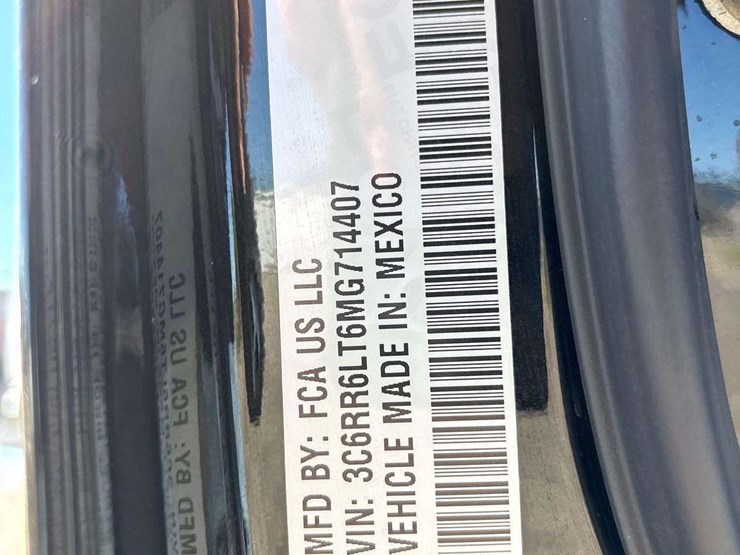 MFD BY: FCA US LLC
VIN: 3C6RR6LT6MG714407
VEHICLE MADE IN: MEXICO